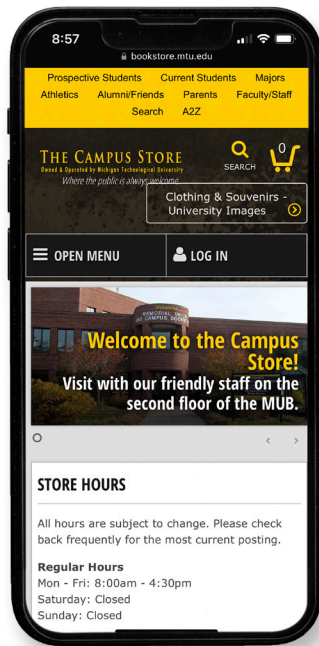 8:57
bookstore.mtu.edu
Prospective Students Current Students Majors
Athletics Alumni/Friends Parents Faculty/Staff
Search A2Z
THE CAMPUS STORE
Owned & Operated by Michigan Technological University
Where the public is always welcome
SEARCH
0
Clothing & Souvenirs -
University Images
OPEN MENU
LOG IN
MEMORIAL UN
Welcome to the Campus
Store!
Visit with our friendly staff on the
second floor of the MUB.
STORE HOURS
All hours are subject to change. Please check
back frequently for the most current posting.
Regular Hours
Mon - Fri: 8:00am - 4:30pm
Saturday: Closed
Sunday: Closed